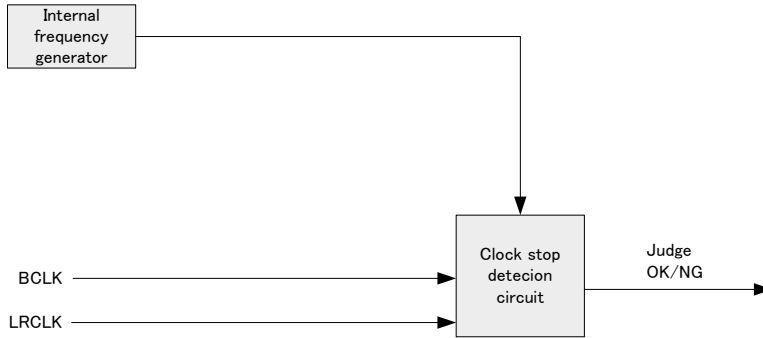 Internal
frequency
generator
Clock stop
detecion
circuit
Judge
OK/NG
BCLK
LRCLK